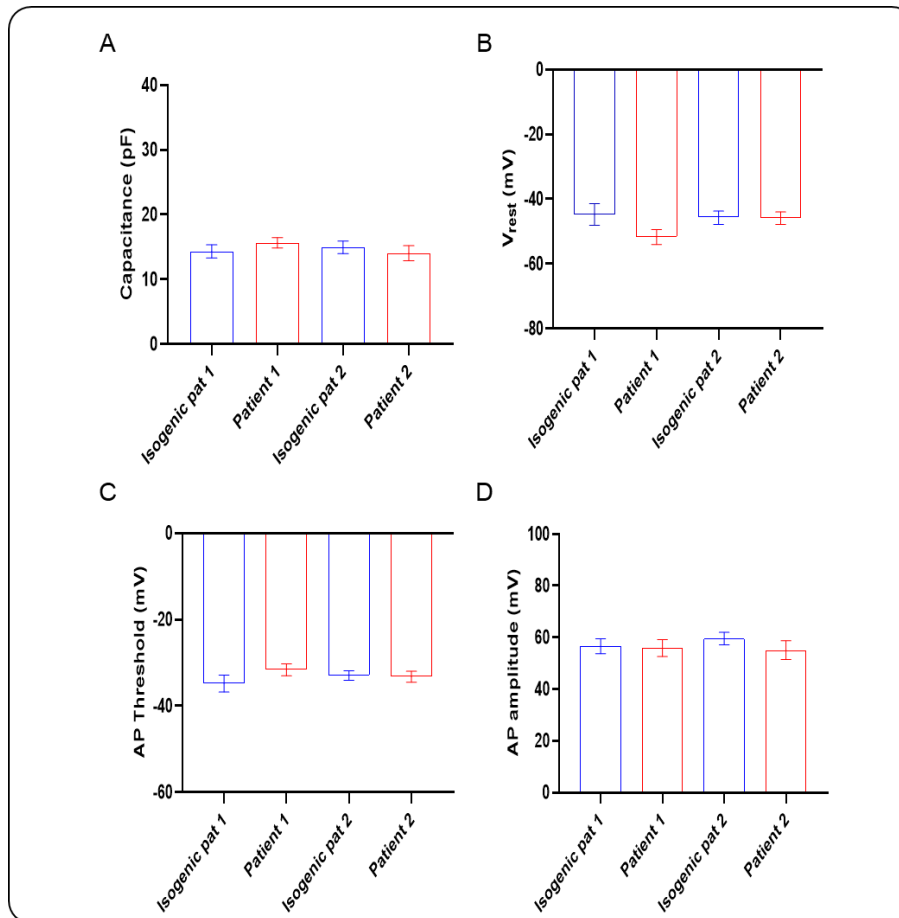 A
Capacitance (pF)
40
30
20
10
0
Isogenic pat 1
Patient 1
Isogenic pat 2
Patient 2
B
Vrest (mV)
0
-20
-40
-60
-80
Isogenic pat 1
Patient 1
Isogenic pat 2
Patient 2
C
AP Threshold (mV)
0
-20
-40
-60
Isogenic pat 1
Patient 1
Isogenic pat 2
Patient 2
D
AP amplitude (mV)
100
80
60
40
20
0
Isogenic pat 1
Patient 1
Isogenic pat 2
Patient 2